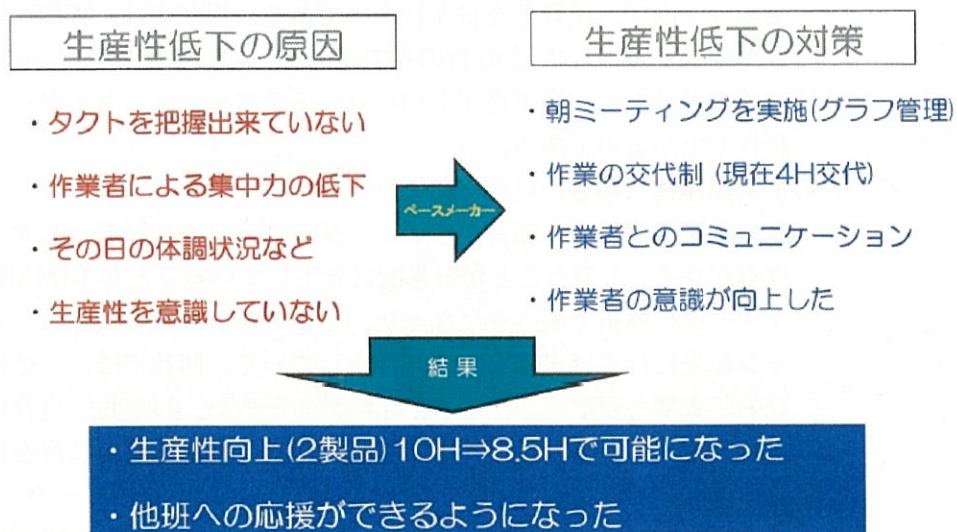 生産性低下の原因
・タクトを把握出来ていない
・作業者による集中力の低下
・その日の体調状況など
・生産性を意識していない
ペースメーカー
生産性低下の対策
・朝ミーティングを実施(グラフ管理)
・作業の交代制 (現在4H交代)
・作業者とのコミュニケーション
・作業者の意識が向上した
結 果
・生産性向上(2製品)10H⇒8.5Hで可能になった
・他班への応援ができるようになった